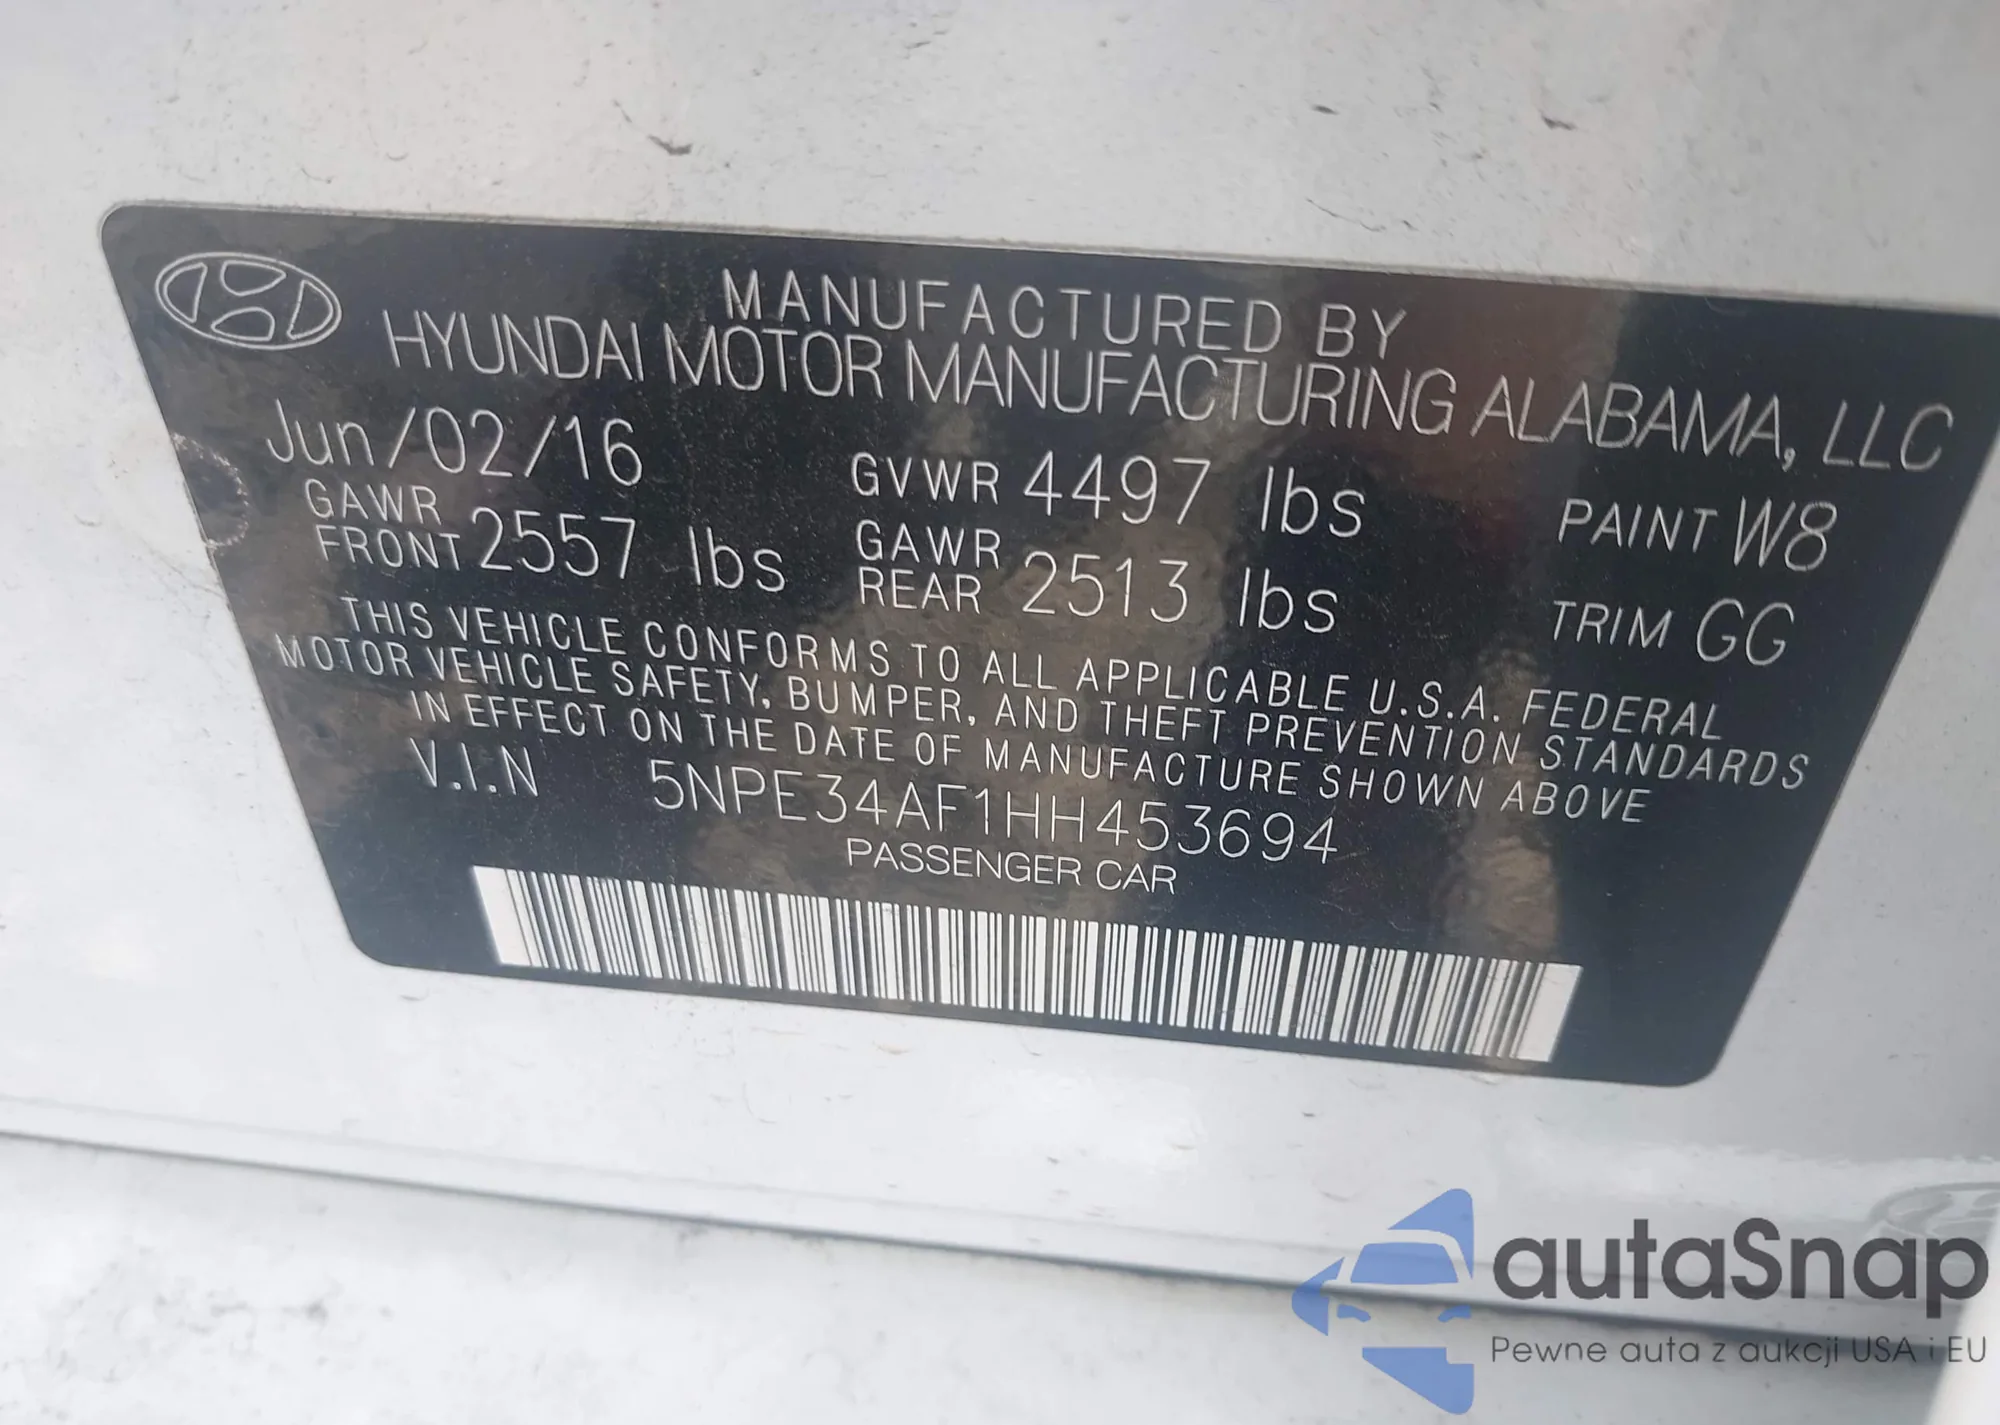 MANUFACTURED BY
HYUNDAI MOTOR MANUFACTURING ALABAMA, LLC
Jun/02/16 GVWR 4497 lbs PAINT W8
GAWR FRONT 2557 lbs GAWR REAR 2513 lbs TRIM GG
THIS VEHICLE CONFORMS TO ALL APPLICABLE U.S.A. FEDERAL
MOTOR VEHICLE SAFETY, BUMPER, AND THEFT PREVENTION STANDARDS
IN EFFECT ON THE DATE OF MANUFACTURE SHOWN ABOVE
V.I.N 5NPE34AF1HH453694
PASSENGER CAR
autaSnap
Pewne auta z aukcji USA i EU